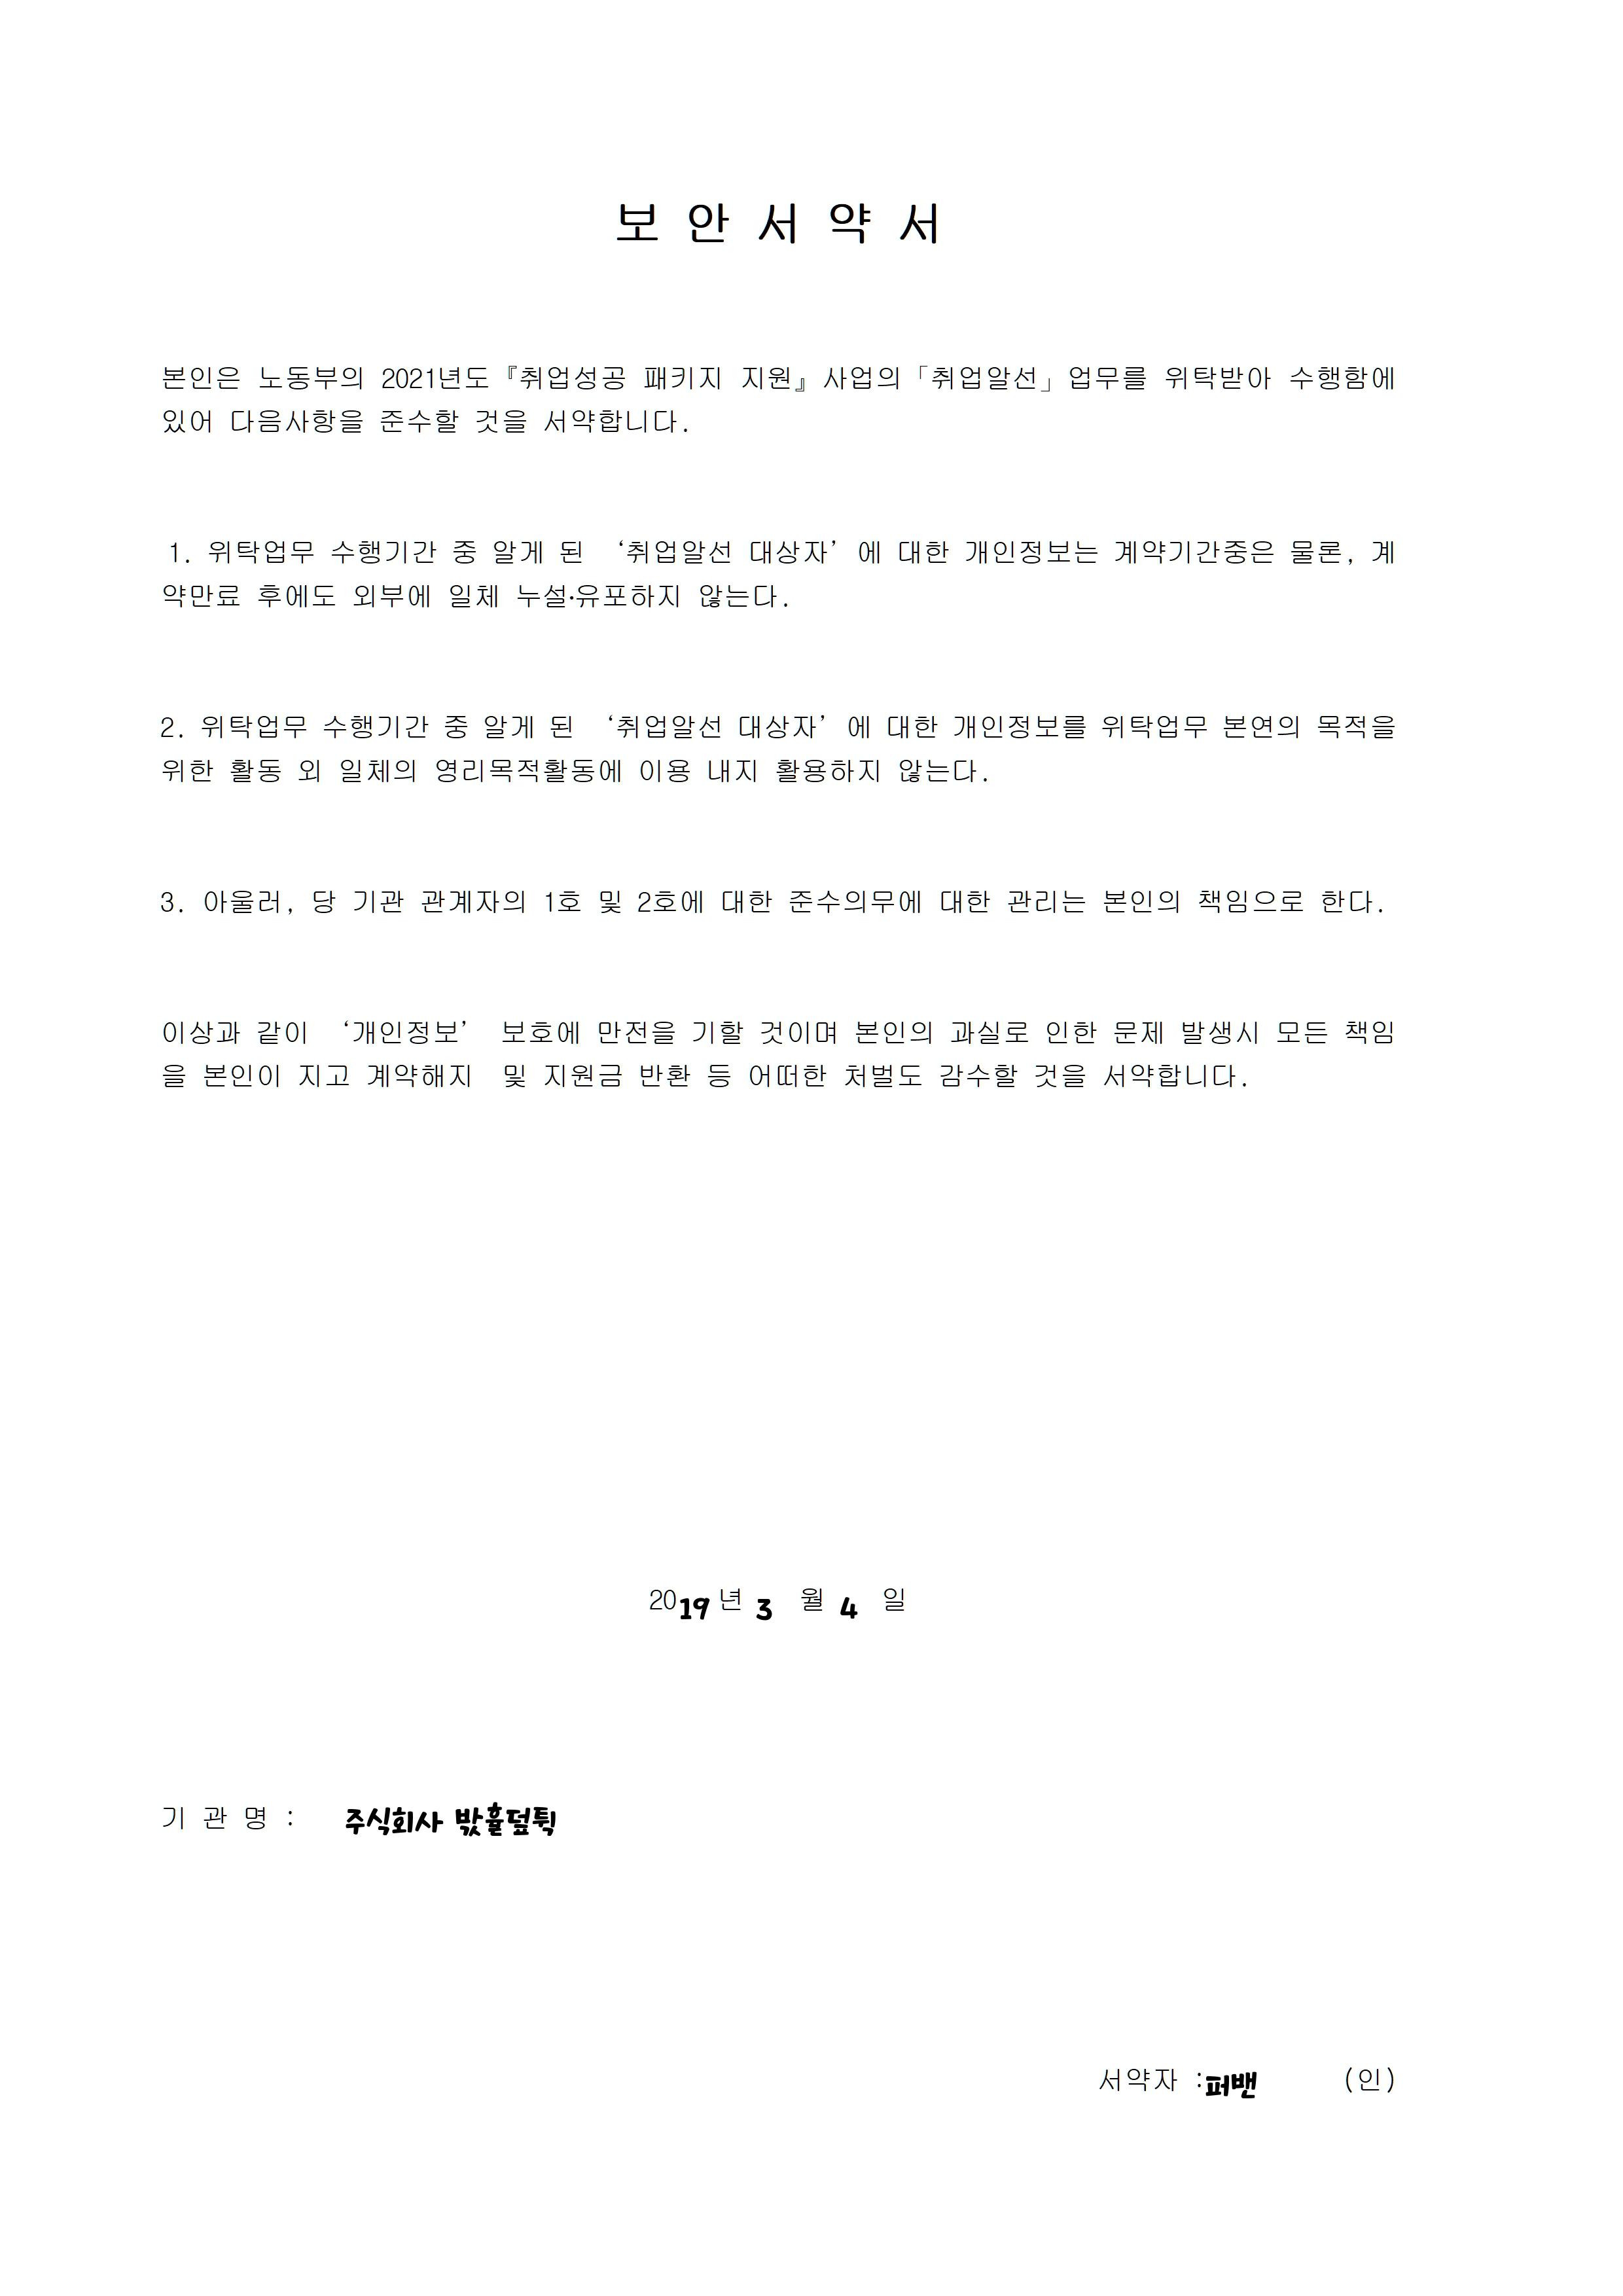 보 안 서 약 서
본인은 노동부의 2021년도『취업성공 패키지 지원』사업의「취업알선」업무를 위탁받아 수행함에
있어 다음사항을 준수할 것을 서약합니다.
1. 위탁업무 수행기간 중 알게 된 ‘취업알선 대상자’에 대한 개인정보는 계약기간중은 물론, 계
약만료 후에도 외부에 일체 누설·유포하지 않는다.
2. 위탁업무 수행기간 중 알게 된 ‘취업알선 대상자’에 대한 개인정보를 위탁업무 본연의 목적을
위한 활동 외 일체의 영리목적활동에 이용 내지 활용하지 않는다.
3. 아울러, 당 기관 관계자의 1호 및 2호에 대한 준수의무에 대한 관리는 본인의 책임으로 한다.
이상과 같이 ‘개인정보’ 보호에 만전을 기할 것이며 본인의 과실로 인한 문제 발생시 모든 책임
을 본인이 지고 계약해지 및 지원금 반환 등 어떠한 처벌도 감수할 것을 서약합니다.
2019년 3 월 4 일
기 관 명 : 주식회사
서약자 :퍼밴 (인)